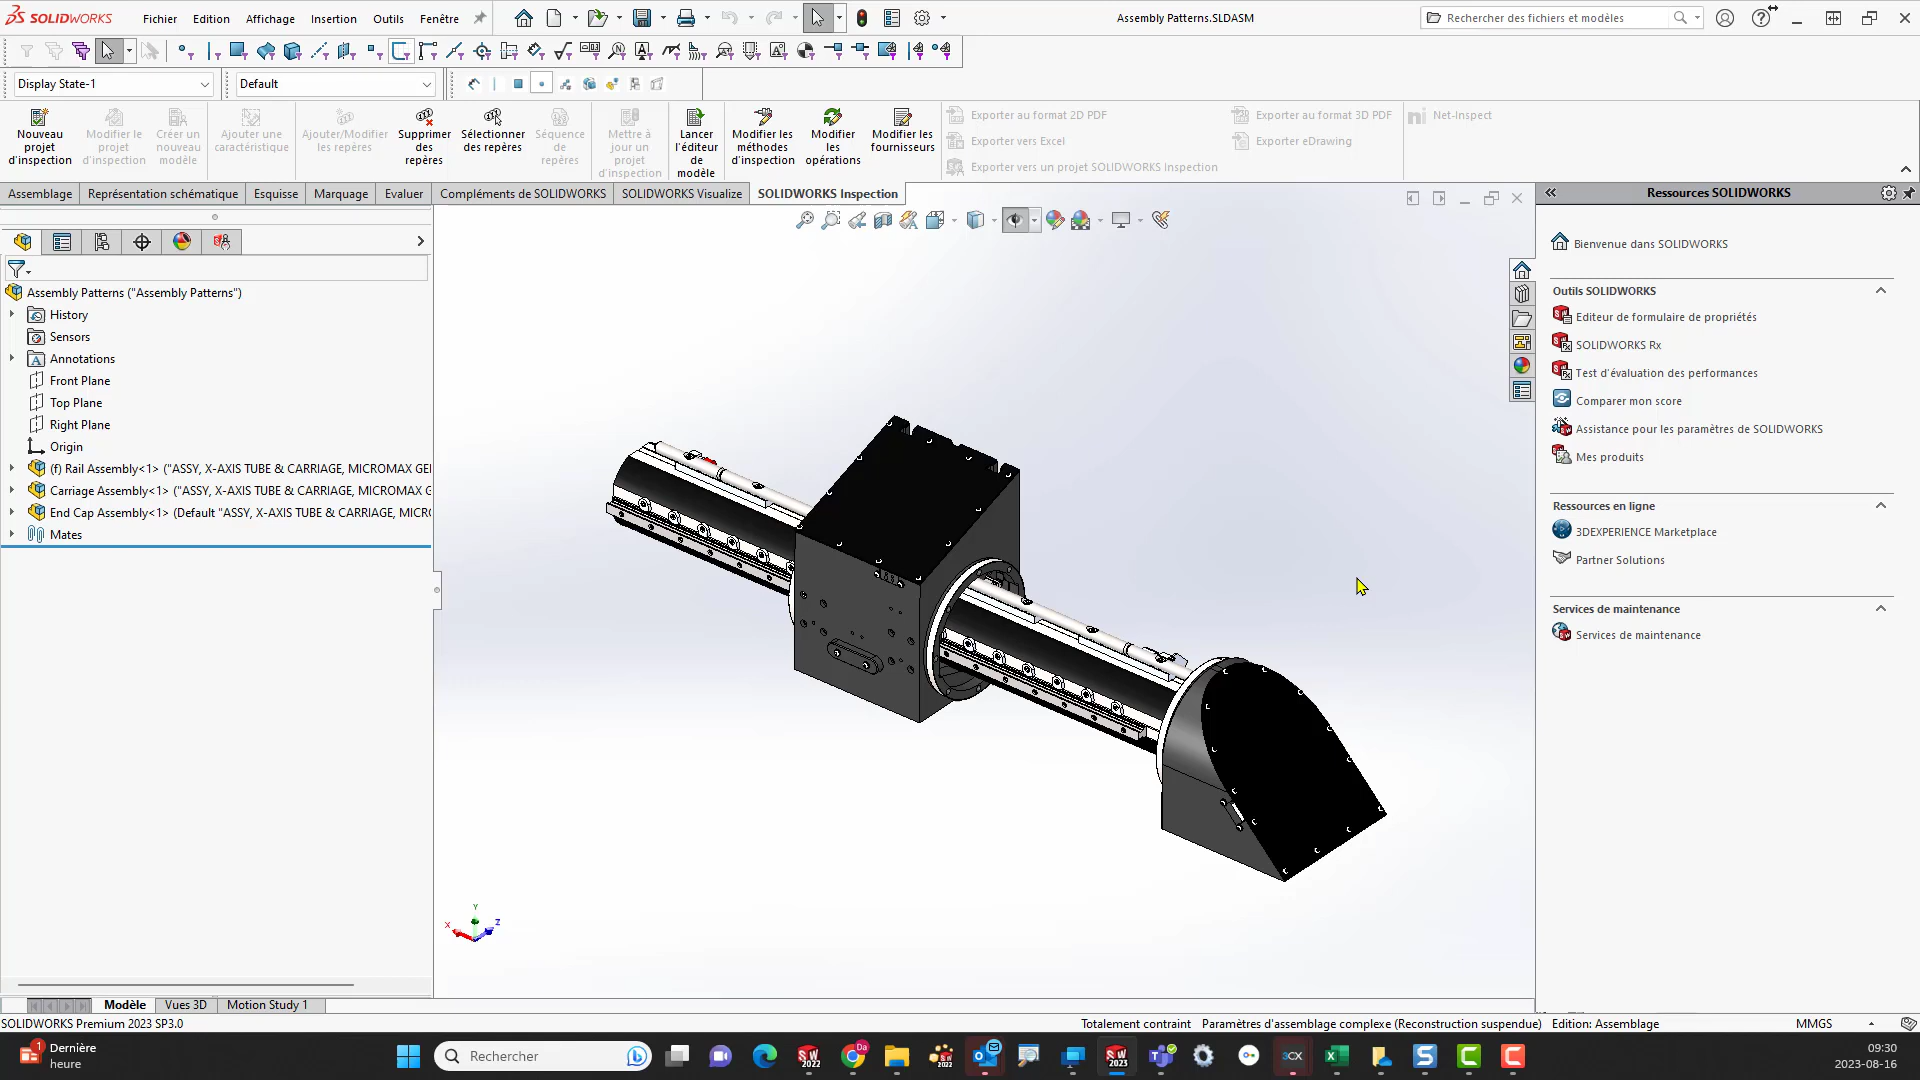 SOLIDWORKS
Fichier
Edition
Affichage
Insertion
Outils
Fenêtre
Assembly Patterns.SLDASM
Rechercher des fichiers et modèles
Display State-1
Default
Nouveau projet d'inspection
Modifier le projet d'inspection
Créer un nouveau modèle
Ajouter une caractéristique
Ajouter/Modifier les repères
Supprimer des repères
Sélectionner des repères
Séquence de repères
Mettre à jour un projet d'inspection
Lancer l'éditeur de modèle
Modifier les méthodes d'inspection
Modifier les opérations
Modifier les fournisseurs
Exporter au format 2D PDF
Exporter vers Excel
Exporter vers un projet SOLIDWORKS Inspection
Exporter au format 3D PDF
Exporter eDrawing
Net-Inspect
Assemblage
Représentation schématique
Esquisse
Marquage
Evaluer
Compléments de SOLIDWORKS
SOLIDWORKS Visualize
SOLIDWORKS Inspection
Assembly Patterns ("Assembly Patterns")
History
Sensors
Annotations
Front Plane
Top Plane
Right Plane
Origin
(f) Rail Assembly<1> ("ASSY, X-AXIS TUBE & CARRIAGE, MICROMAX GEI
Carriage Assembly<1> ("ASSY, X-AXIS TUBE & CARRIAGE, MICROMAX G
End Cap Assembly<1> (Default "ASSY, X-AXIS TUBE & CARRIAGE, MICR
Mates
Y
X
Z
Ressources SOLIDWORKS
Bienvenue dans SOLIDWORKS
Outils SOLIDWORKS
Editeur de formulaire de propriétés
SOLIDWORKS Rx
Test d'évaluation des performances
Comparer mon score
Assistance pour les paramètres de SOLIDWORKS
Mes produits
Ressources en ligne
3DEXPERIENCE Marketplace
Partner Solutions
Services de maintenance
Services de maintenance
Modèle
Vues 3D
Motion Study 1
SOLIDWORKS Premium 2023 SP3.0
Totalement contraint
Paramètres d'assemblage complexe (Reconstruction suspendue)
Edition: Assemblage
MMGS
1
Dernière
heure
Rechercher
SW 2022
Da
2022
SW 2023
3CX
09:30
2023-08-16